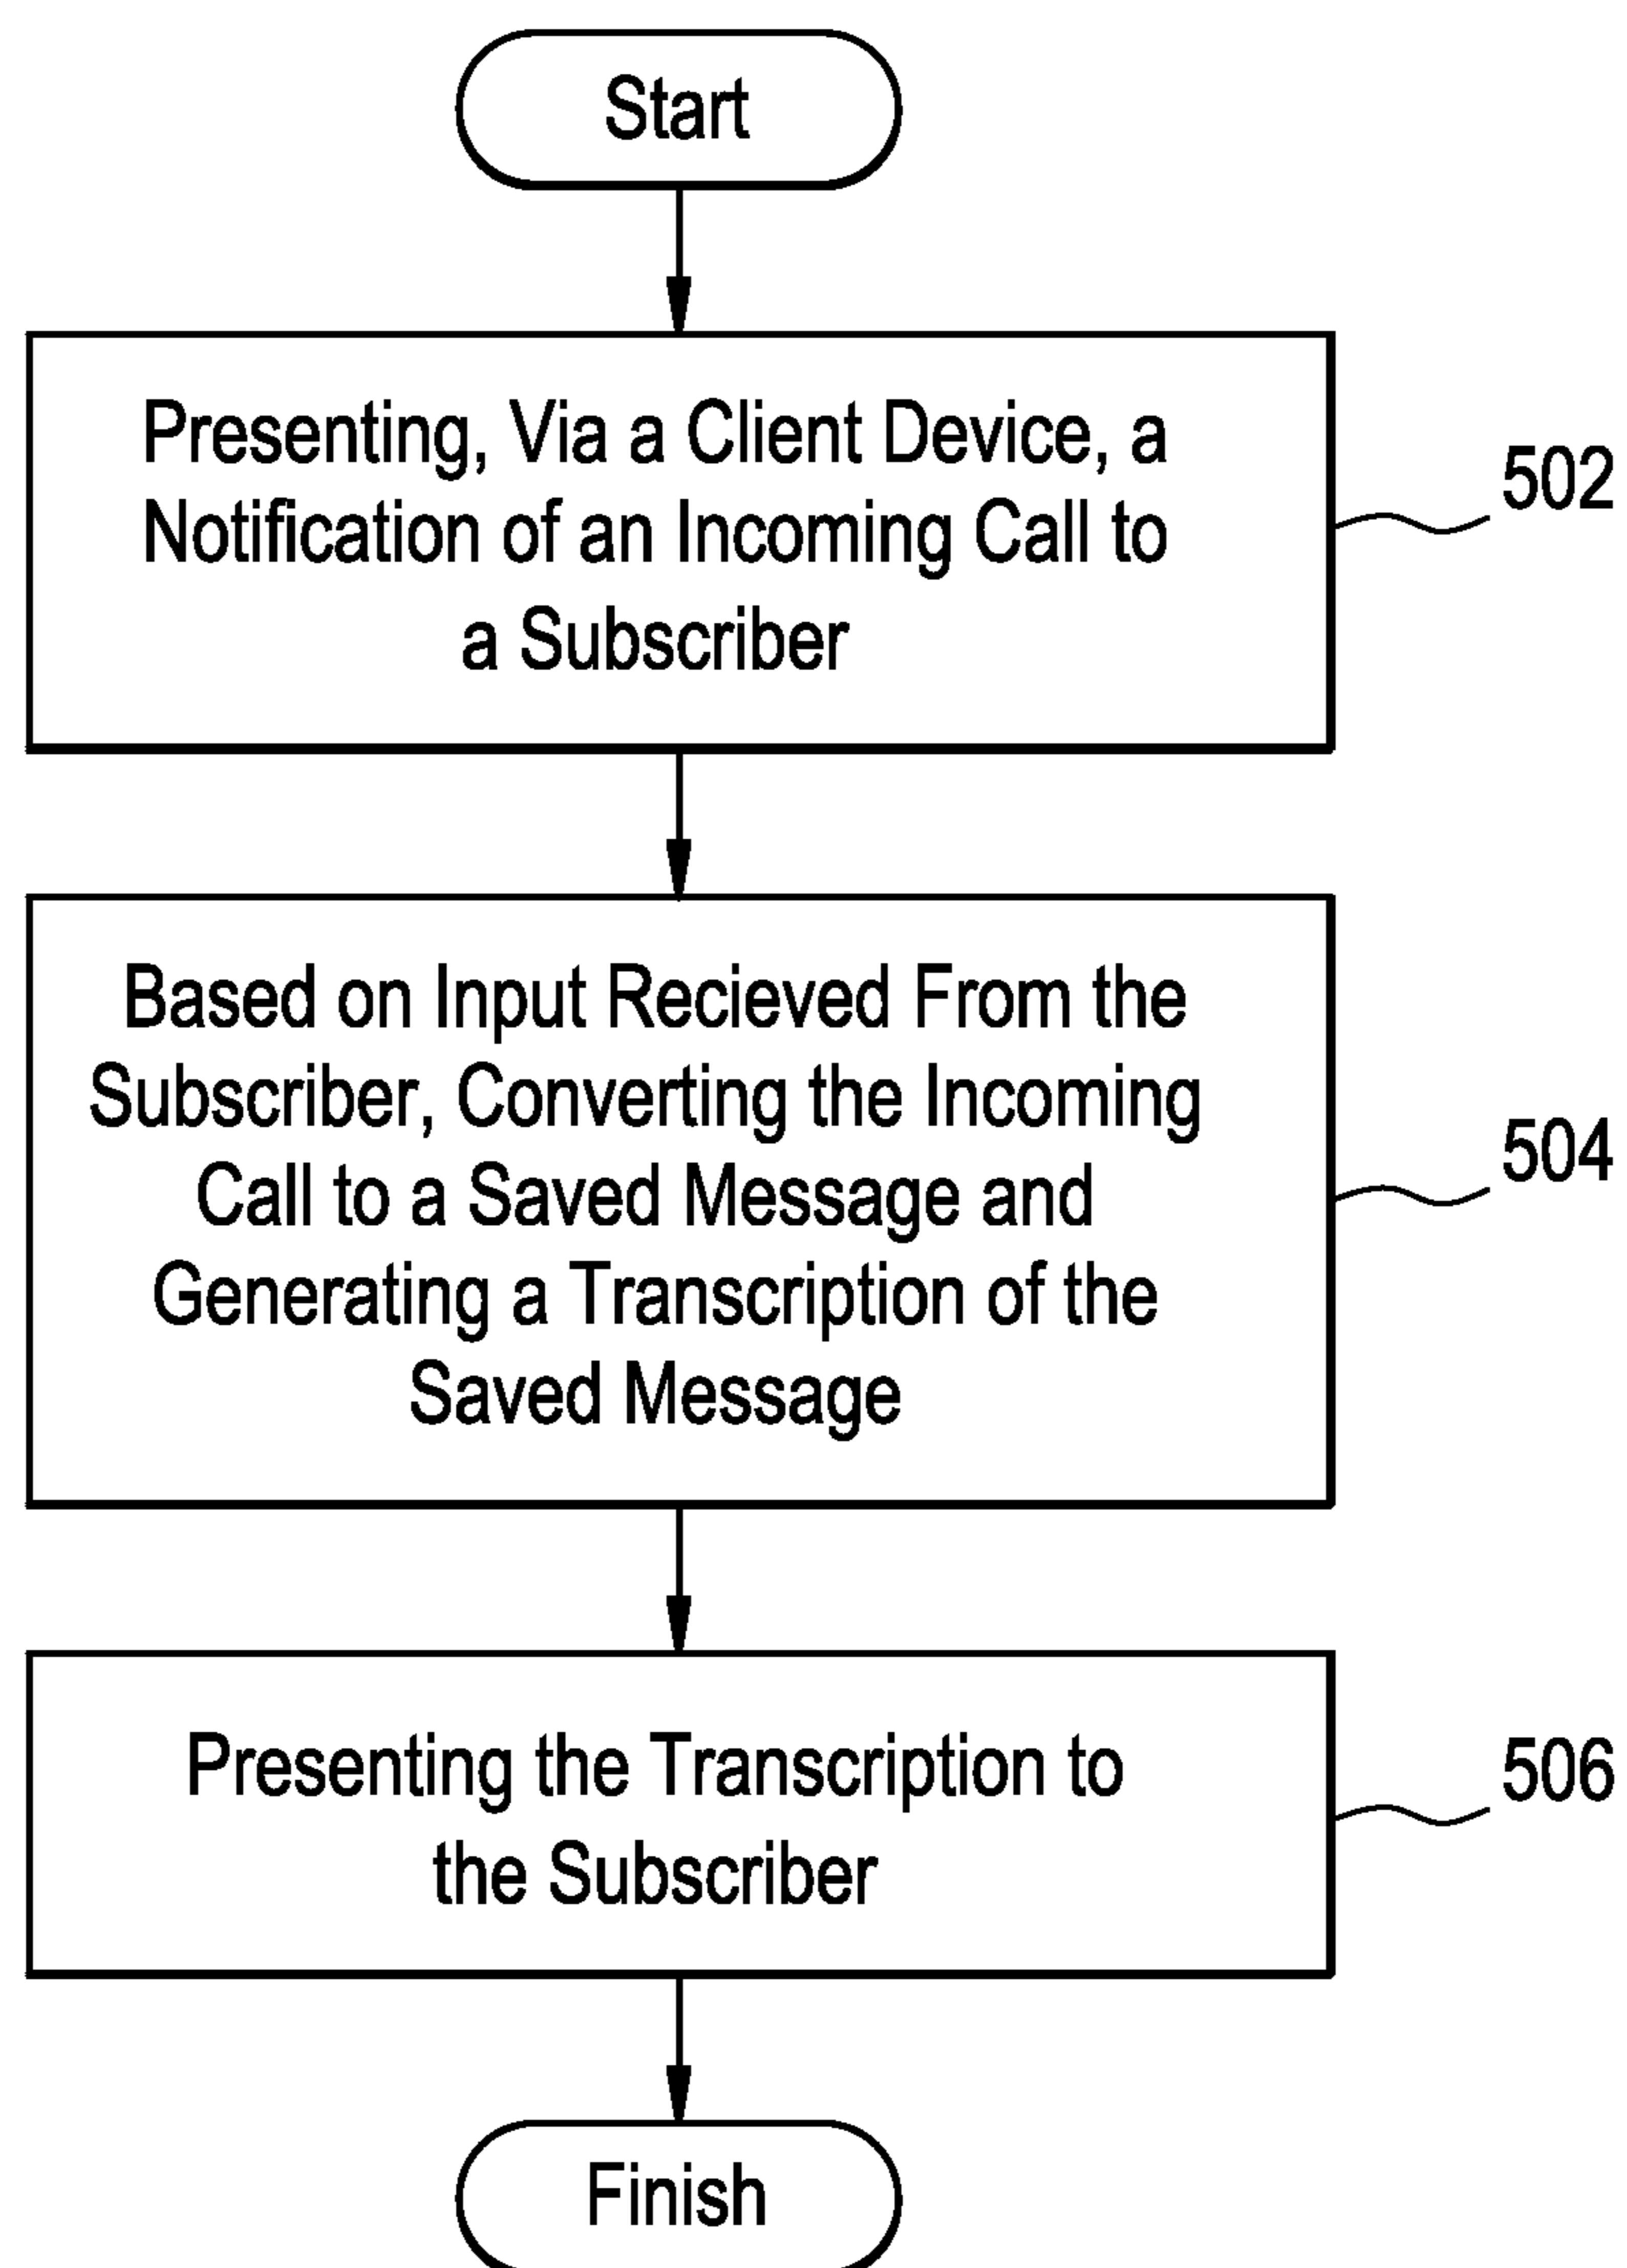 Start
Presenting, Via a Client Device, a
Notification of an Incoming Call to
a Subscriber
502
Based on Input Recieved From the
Subscriber, Converting the Incoming
Call to a Saved Message and
Generating a Transcription of the
Saved Message
504
Presenting the Transcription to
the Subscriber
506
Finish